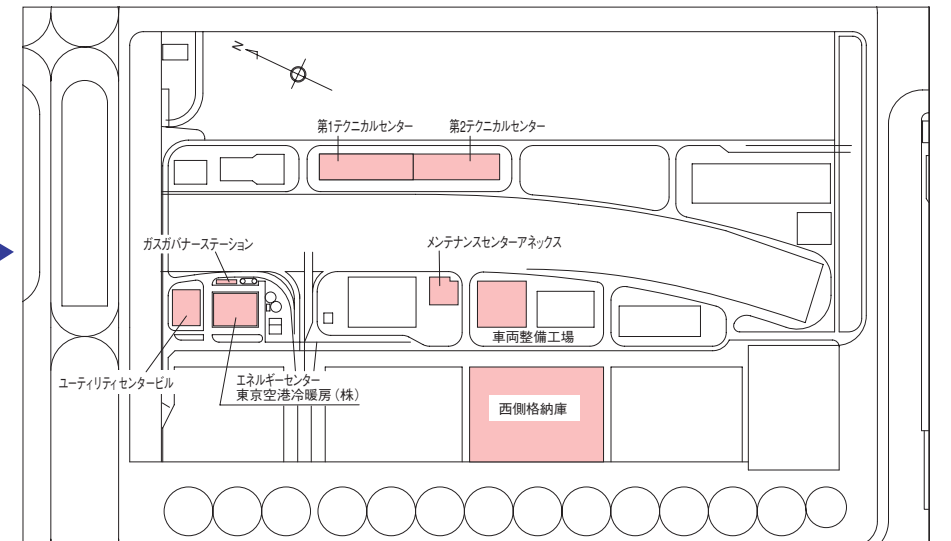 N
第1テクニカルセンター
第2テクニカルセンター
ガスガバナーステーション
メンテナンスセンターアネックス
車両整備工場
ユーティリティセンタービル
エネルギーセンター
東京空港冷暖房（株）
西側格納庫